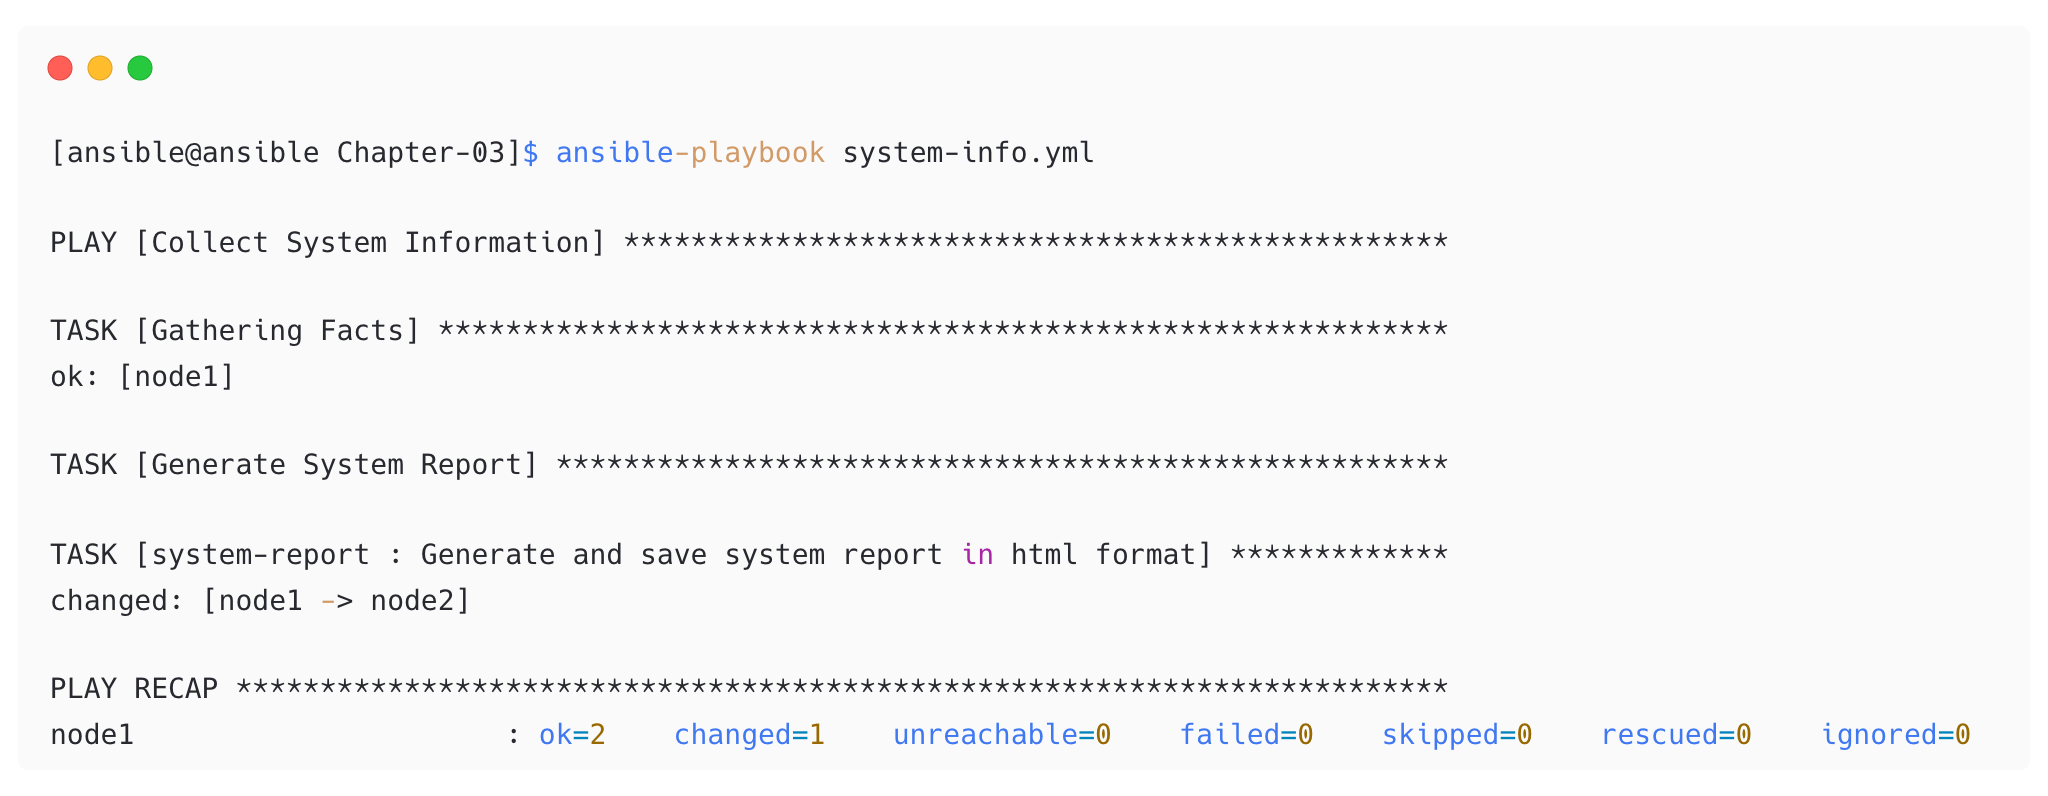 [ansible@ansible Chapter-03]$ ansible-playbook system-info.yml
PLAY [Collect System Information] *************************************************
TASK [Gathering Facts] ************************************************************
ok: [node1]
TASK [Generate System Report] *****************************************************
TASK [system-report : Generate and save system report in html format] *************
changed: [node1 -> node2]
PLAY RECAP ************************************************************************
node1                      : ok=2    changed=1    unreachable=0    failed=0    skipped=0    rescued=0    ignored=0